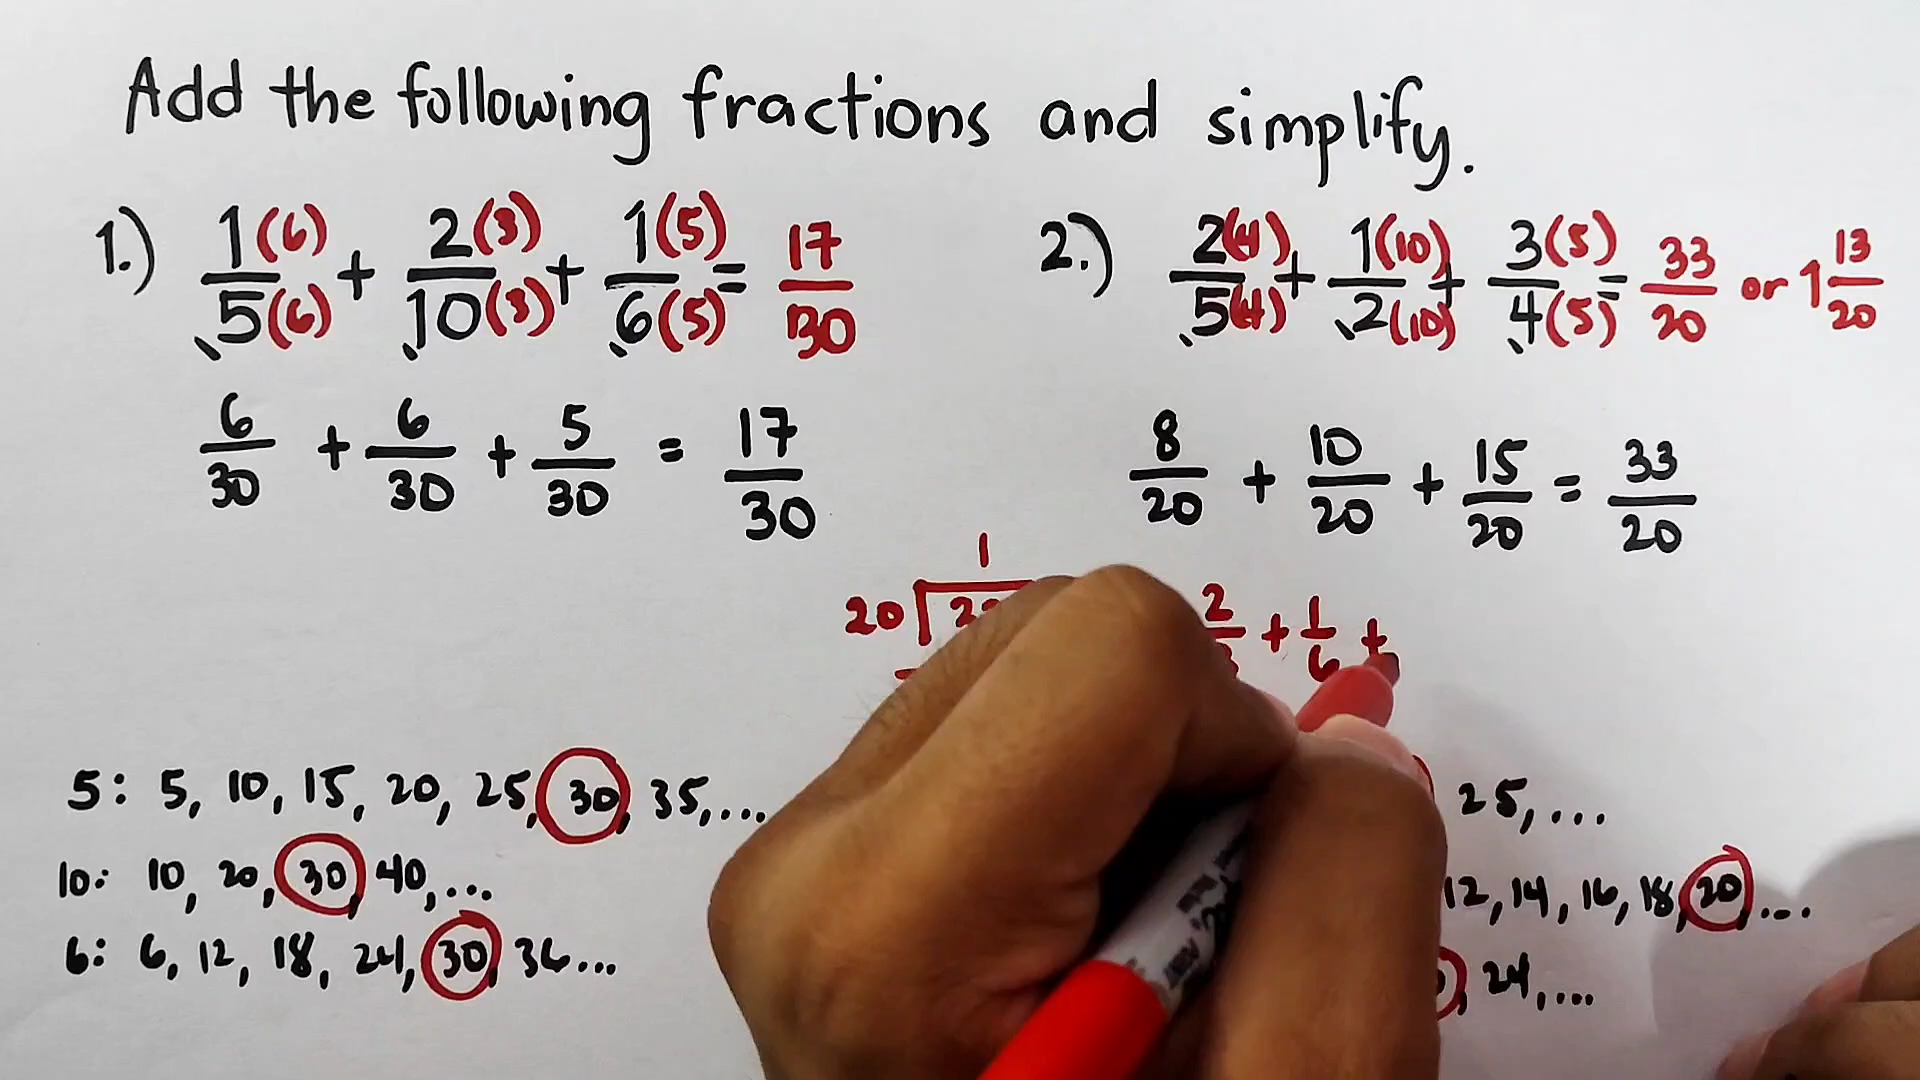 Add the following fractions and simplify.
1.) 1(6)/5(6) + 2(3)/10(3) + 1(5)/6(5) = 17/30
6/30 + 6/30 + 5/30 = 17/30
2.) 2(4)/5(4) + 1(10)/2(10) + 3(5)/4(5) = 33/20 or 1 13/20
8/20 + 10/20 + 15/20 = 33/20
1
20
2/ + 1/6 +
5: 5, 10, 15, 20, 25, 30, 35, ...
10: 10, 20, 30, 40, ...
6: 6, 12, 18, 24, 30, 36 ...
25, ...
12, 14, 16, 18, 20, ...
, 24, ...